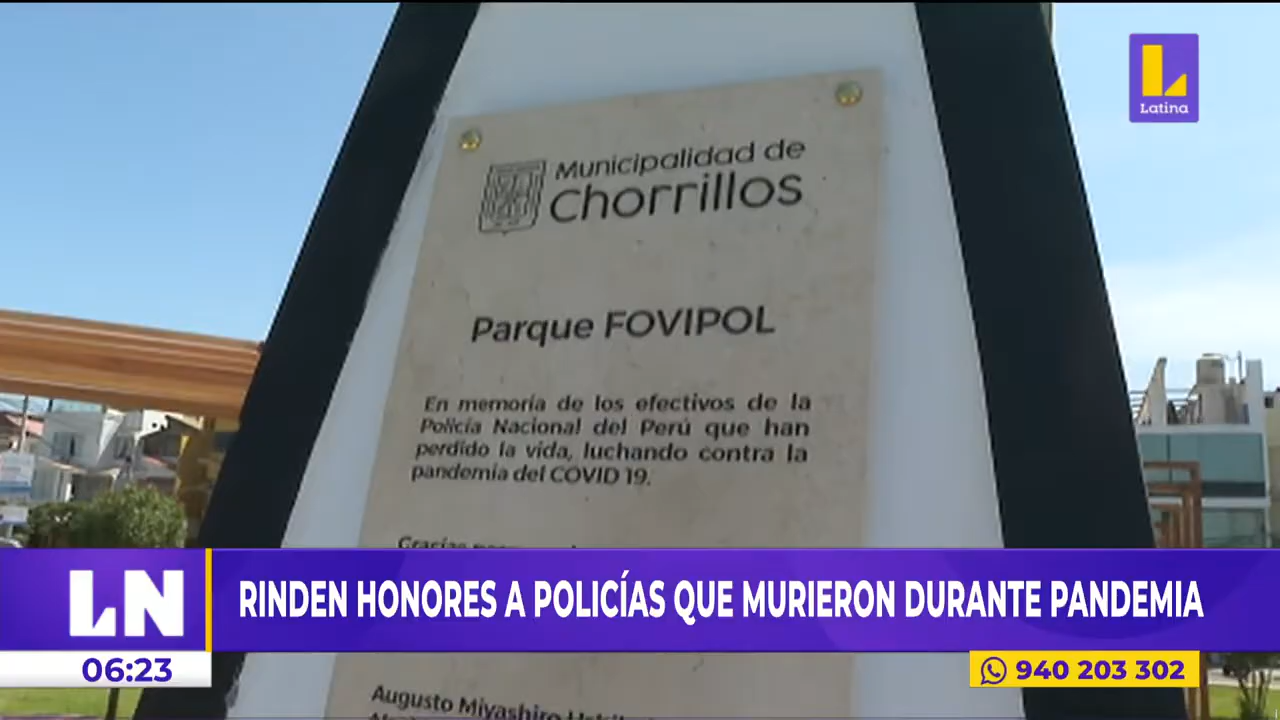 Latina
Municipalidad de
Chorrillos
Parque FOVIPOL
En memoria de los efectivos de la
Policía Nacional del Perú que han
perdido la vida, luchando contra la
pandemia del COVID 19.
Gracias
LN
RINDEN HONORES A POLICÍAS QUE MURIERON DURANTE PANDEMIA
06:23
940 203 302
Augusto Miyashiro